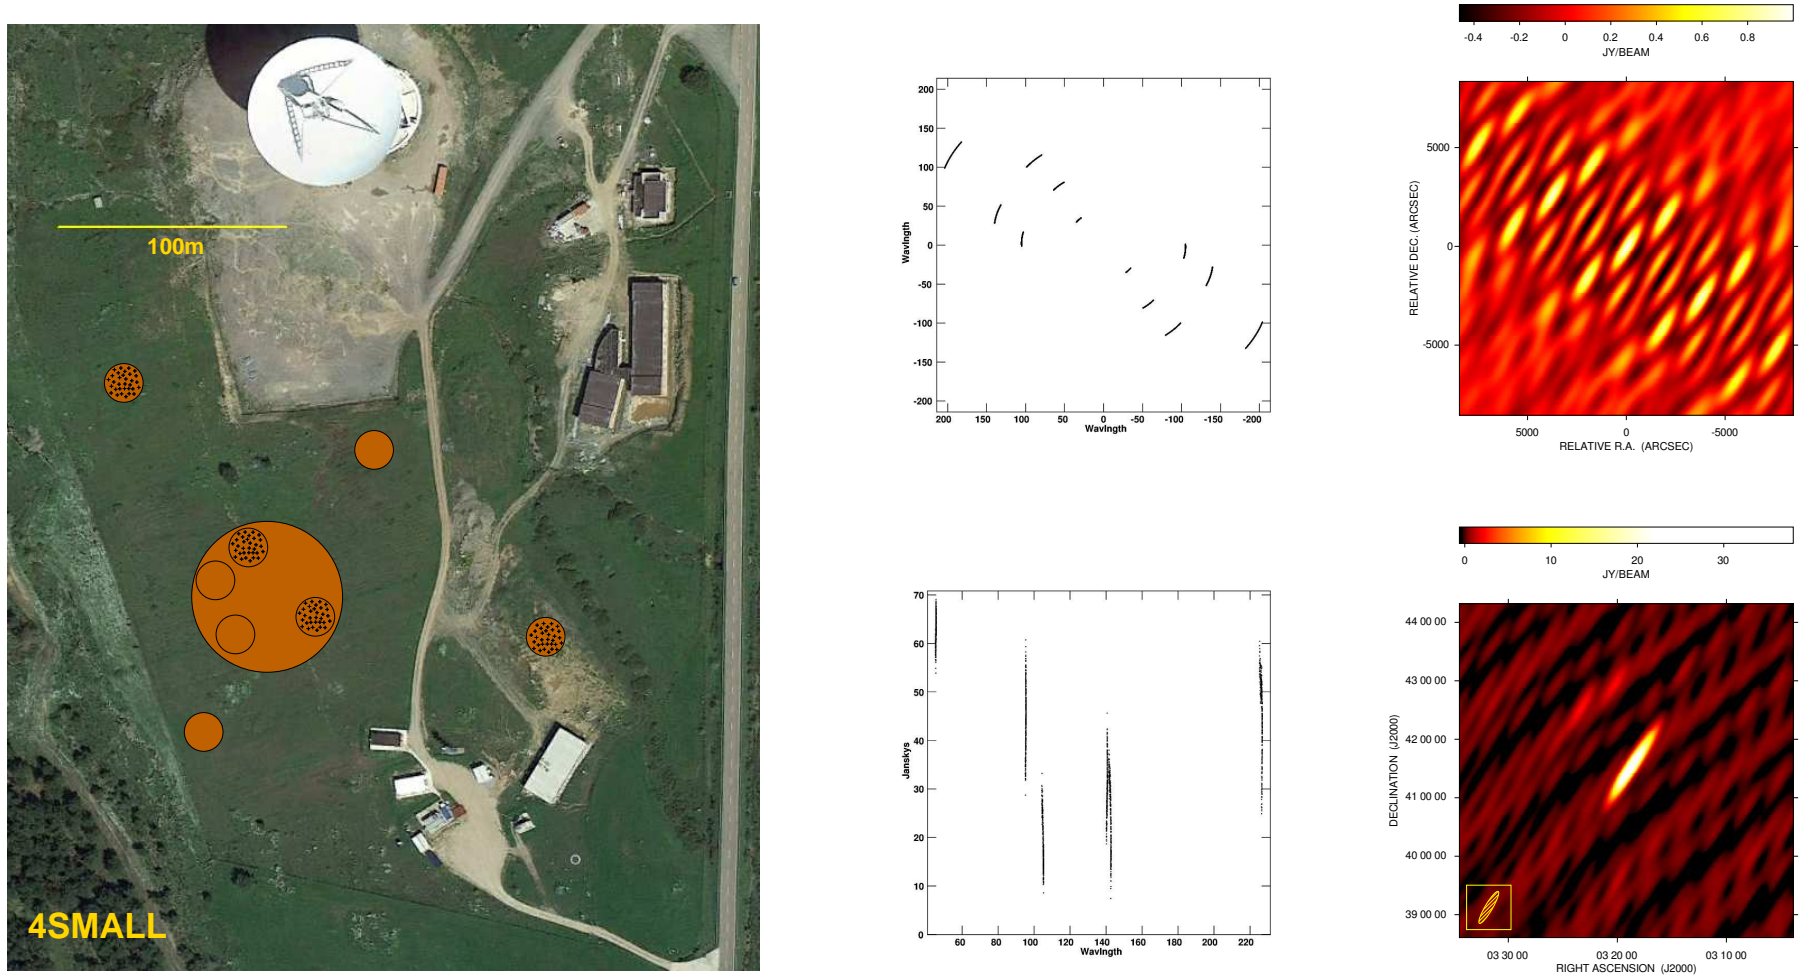 100m
4SMALL
200
150
100
50
0
-50
-100
-150
-200
Wavlngth
200 150 100 50 0 -50 -100 -150 -200
Wavlngth
70
60
50
40
30
20
10
0
Janskys
60 80 100 120 140 160 180 200 220
Wavlngth
-0.4 -0.2 0 0.2 0.4 0.6 0.8
JY/BEAM
5000
0
-5000
RELATIVE DEC. (ARCSEC)
5000 0 -5000
RELATIVE R.A. (ARCSEC)
0 10 20 30
JY/BEAM
44 00 00
43 00 00
42 00 00
41 00 00
40 00 00
39 00 00
DECLINATION (J2000)
03 30 00 03 20 00 03 10 00
RIGHT ASCENSION (J2000)